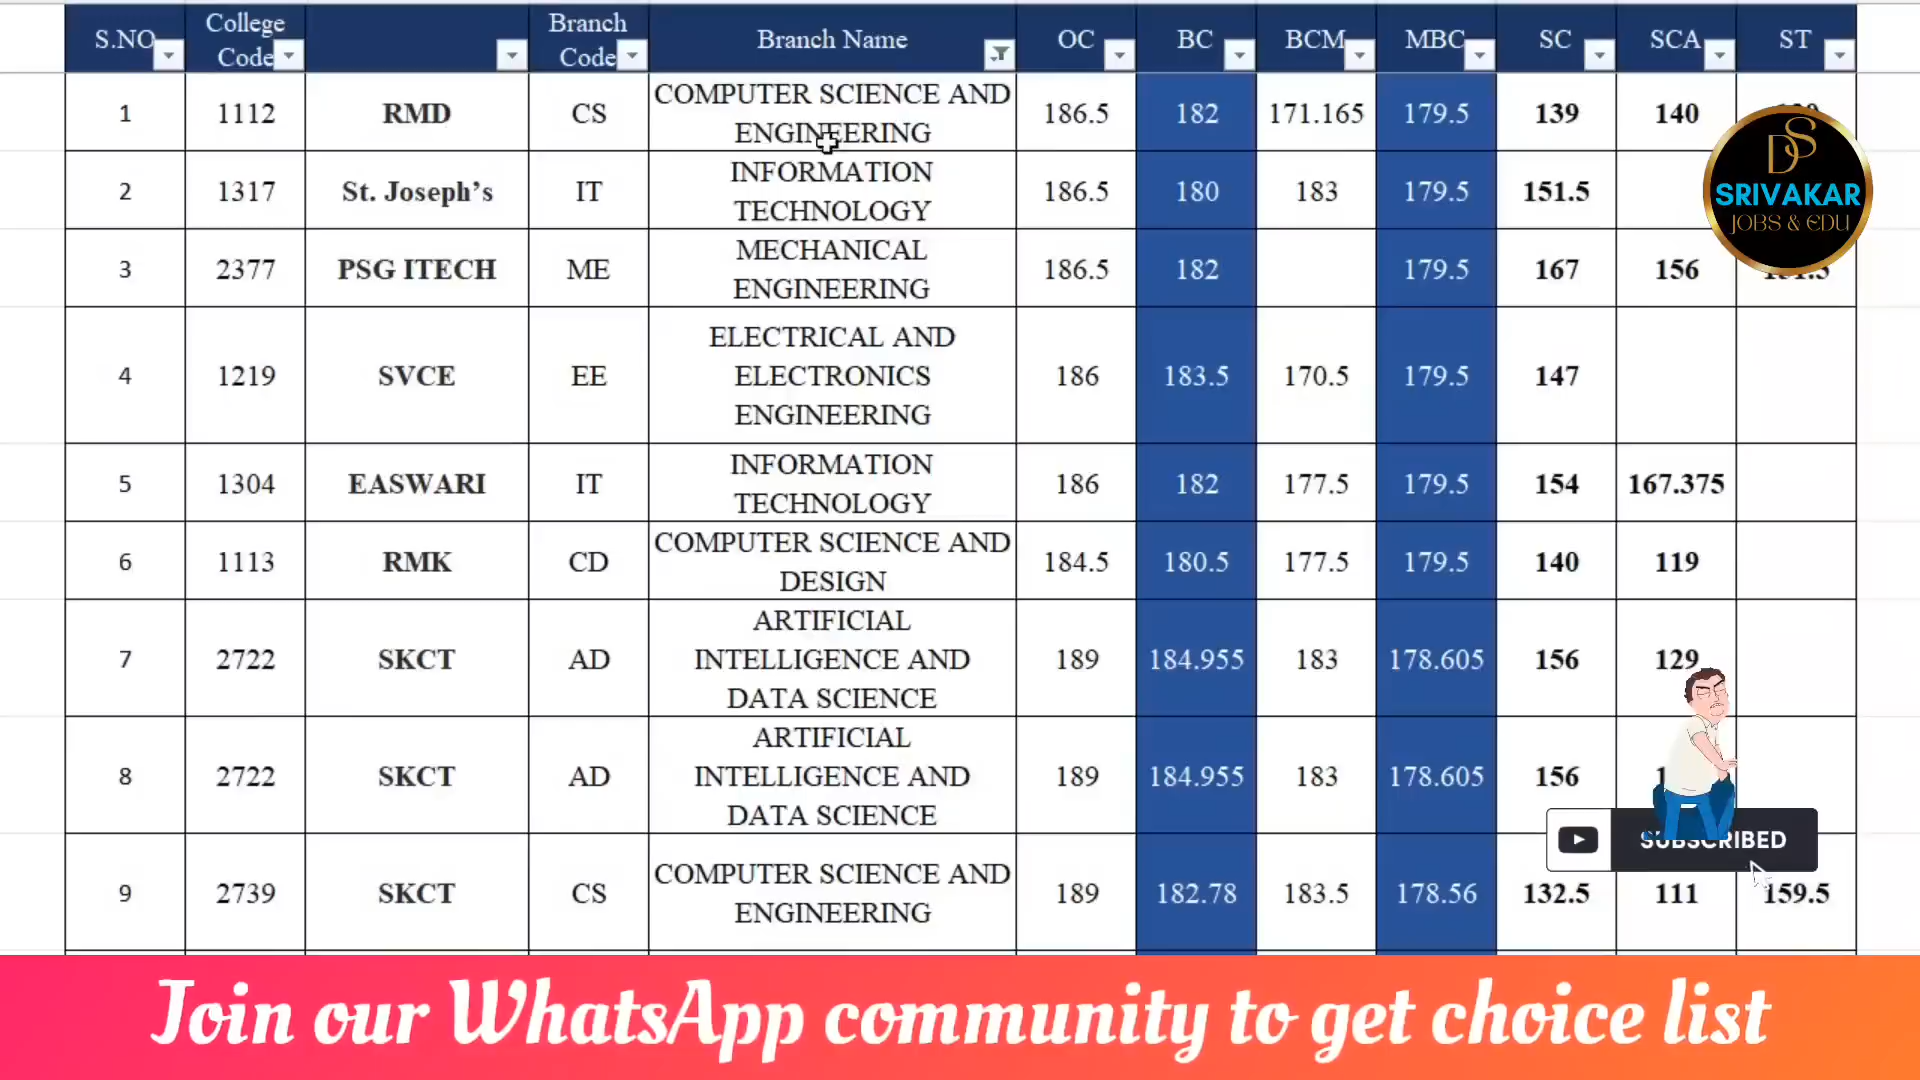 S.NO College Code Branch Code Branch Name OC BC BCM MBC SC SCA ST
1 1112 RMD CS COMPUTER SCIENCE AND ENGINEERING 186.5 182 171.165 179.5 139 140
2 1317 St. Joseph’s IT INFORMATION TECHNOLOGY 186.5 180 183 179.5 151.5
3 2377 PSG ITECH ME MECHANICAL ENGINEERING 186.5 182 179.5 167 156
4 1219 SVCE EE ELECTRICAL AND ELECTRONICS ENGINEERING 186 183.5 170.5 179.5 147
5 1304 EASWARI IT INFORMATION TECHNOLOGY 186 182 177.5 179.5 154 167.375
6 1113 RMK CD COMPUTER SCIENCE AND DESIGN 184.5 180.5 177.5 179.5 140 119
7 2722 SKCT AD ARTIFICIAL INTELLIGENCE AND DATA SCIENCE 189 184.955 183 178.605 156 129
8 2722 SKCT AD ARTIFICIAL INTELLIGENCE AND DATA SCIENCE 189 184.955 183 178.605 156
9 2739 SKCT CS COMPUTER SCIENCE AND ENGINEERING 189 182.78 183.5 178.56 132.5 111 159.5
DS
SRIVAKAR
JOBS & EDU
SUBSCRIBED
Join our WhatsApp community to get choice list